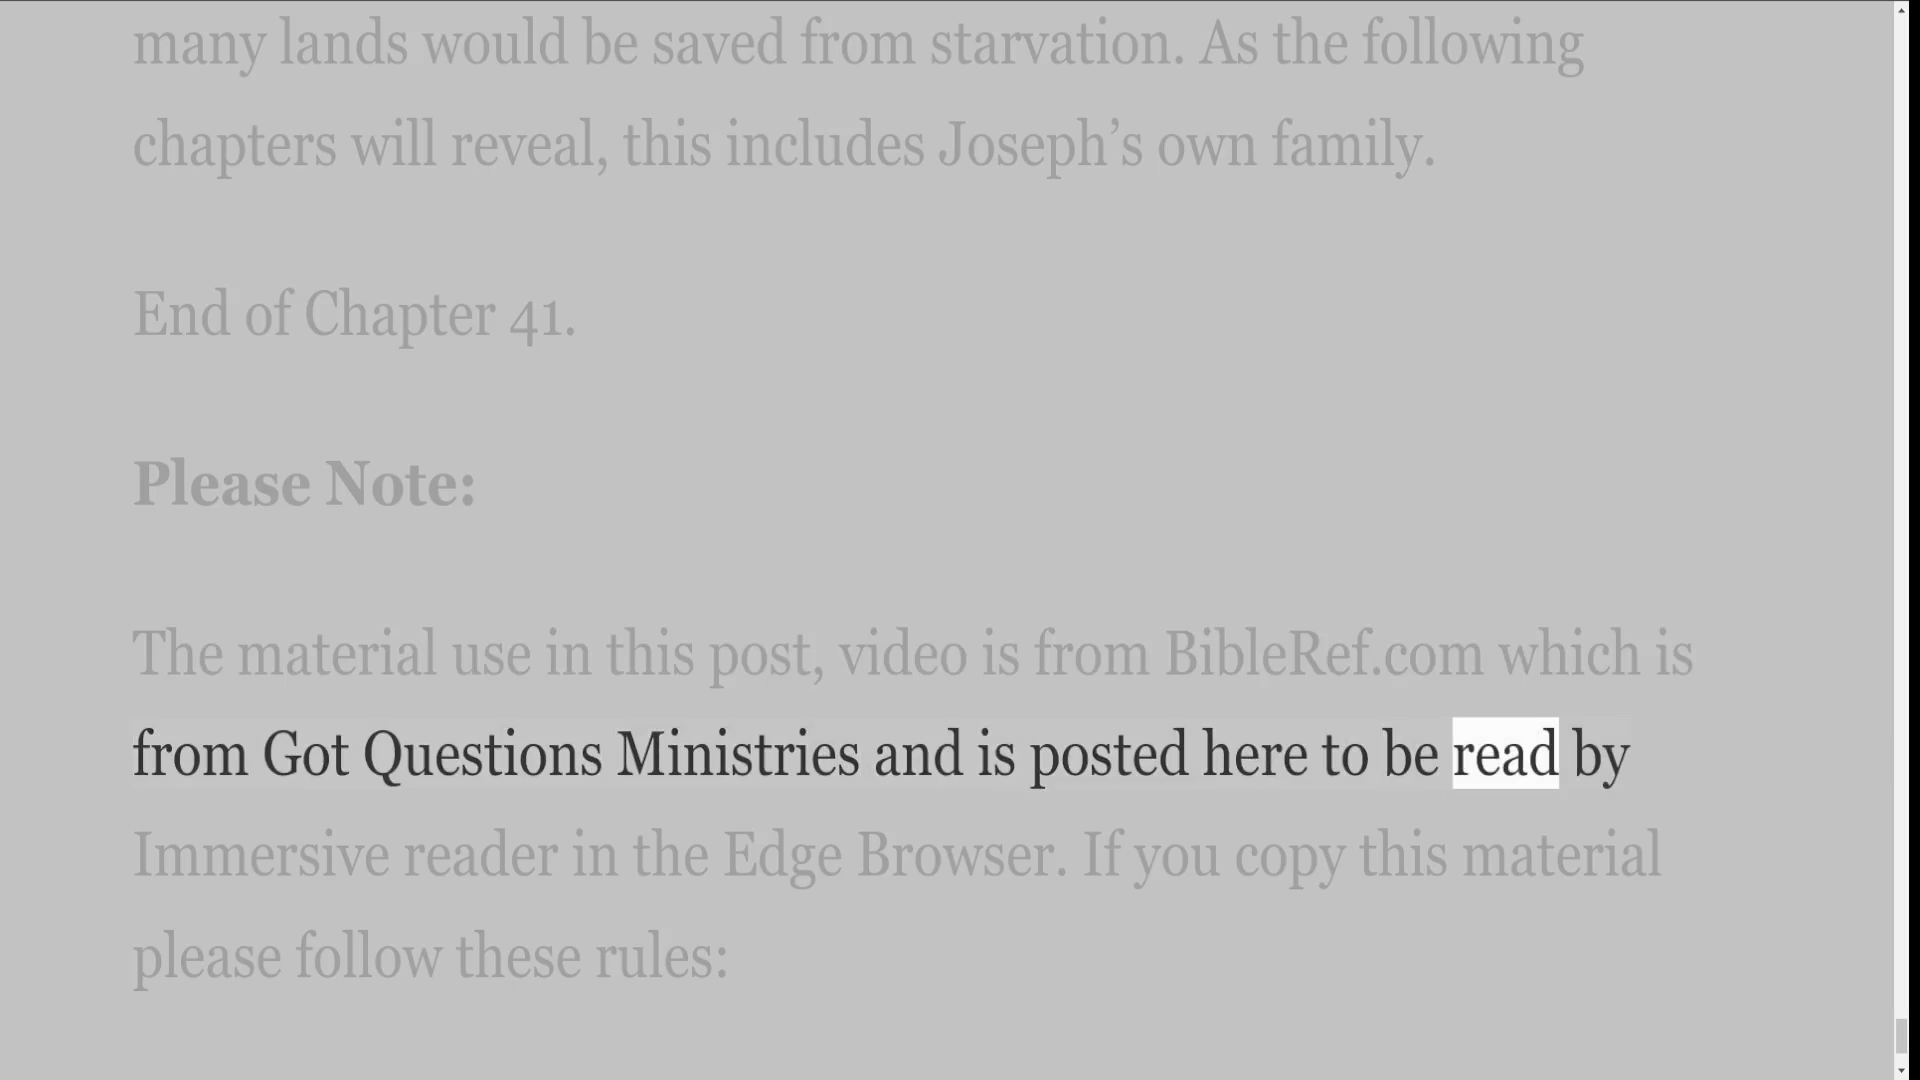 many lands would be saved from starvation. As the following
chapters will reveal, this includes Joseph’s own family.
End of Chapter 41.
Please Note:
The material use in this post, video is from BibleRef.com which is
from Got Questions Ministries and is posted here to be read by
Immersive reader in the Edge Browser. If you copy this material
please follow these rules: